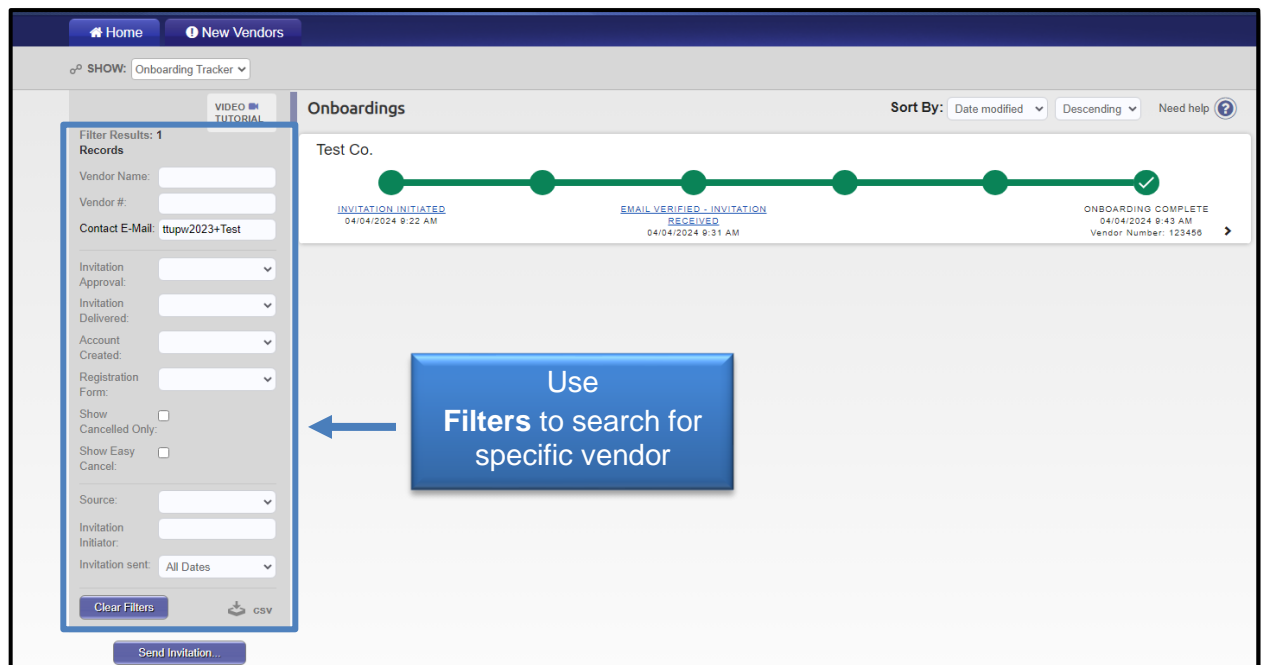 Home
New Vendors
SHOW: Onboarding Tracker
VIDEO
TUTORIAL
Filter Results: 1
Records
Vendor Name:
Vendor #:
Contact E-Mail: ttupw2023+Test
Invitation
Approval:
Invitation
Delivered:
Account
Created:
Registration
Form:
Show
Cancelled Only:
Show Easy
Cancel:
Source:
Invitation
Initiator:
Invitation sent: All Dates
Clear Filters
csv
Send Invitation...
Onboardings
Sort By: Date modified Descending Need help ?
Test Co.
INVITATION INITIATED
04/04/2024 9:22 AM
EMAIL VERIFIED - INVITATION
RECEIVED
04/04/2024 9:31 AM
ONBOARDING COMPLETE
04/04/2024 9:43 AM
Vendor Number: 123456
Use
Filters to search for
specific vendor